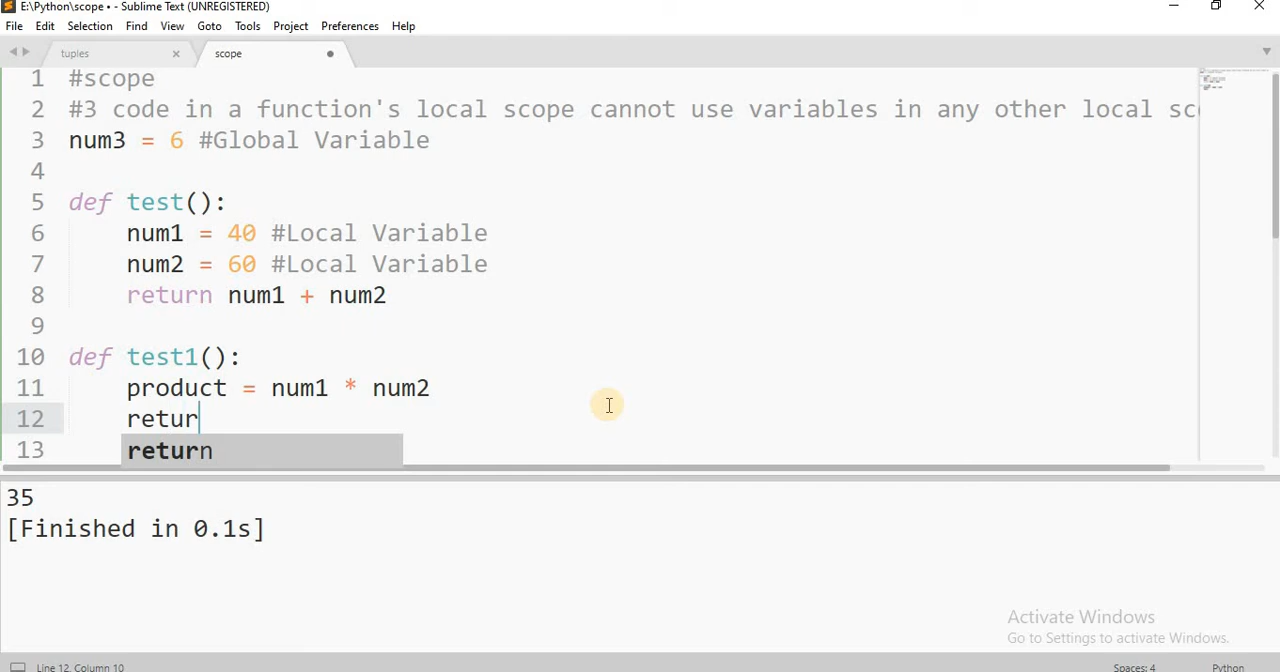 E:\Python\scope • - Sublime Text (UNREGISTERED)
File Edit Selection Find View Goto Tools Project Preferences Help
tuples scope
1 #scope
2 #3 code in a function's local scope cannot use variables in any other local sc
3 num3 = 6 #Global Variable
4
5 def test():
6 num1 = 40 #Local Variable
7 num2 = 60 #Local Variable
8 return num1 + num2
9
10 def test1():
11 product = num1 * num2
12 retur
13 return
35
[Finished in 0.1s]
Activate Windows
Go to Settings to activate Windows.
Line 12, Column 10 Spaces: 4 Python